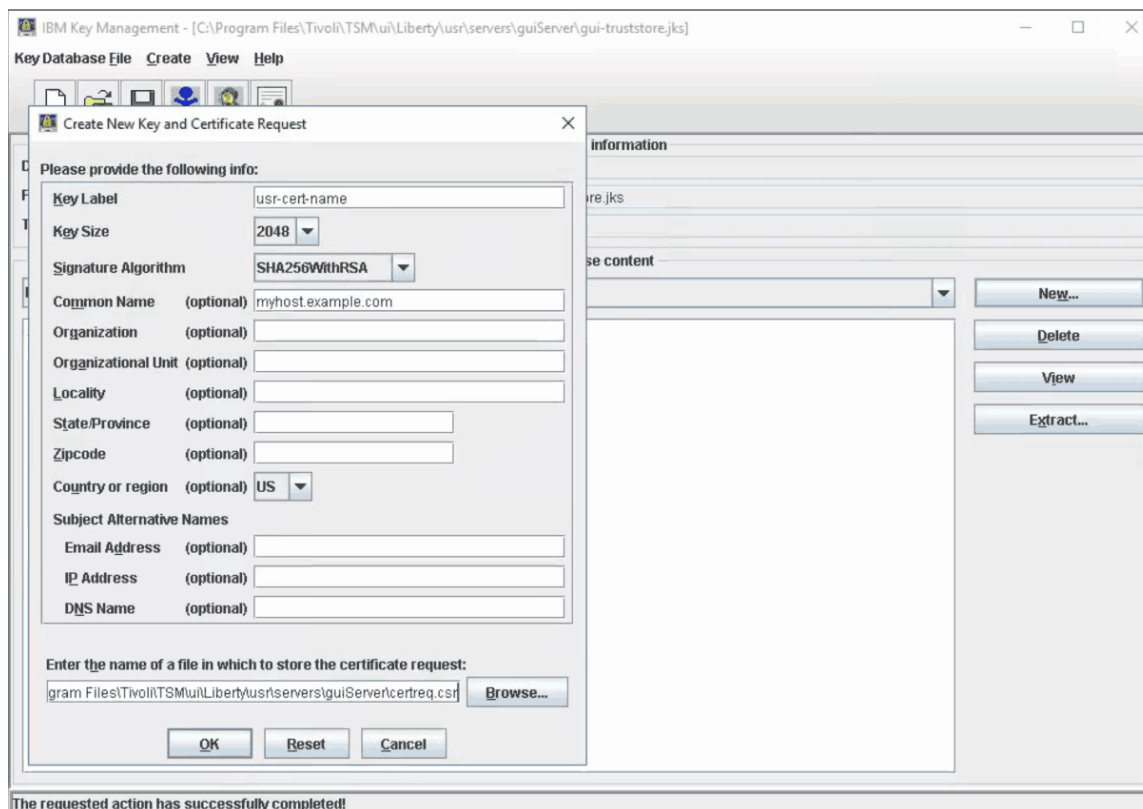 IBM Key Management - [C:\Program Files\Tivoli\TSM\ui\Liberty\usr\servers\guiServer\gui-truststore.jks]
Key Database File Create View Help
Create New Key and Certificate Request
information
Please provide the following info:
Key Label usr-cert-name
re.jks
Key Size 2048
Signature Algorithm SHA256WithRSA
se content
Common Name (optional) myhost.example.com
New...
Organization (optional)
Delete
Organizational Unit (optional)
View
Locality (optional)
Extract...
State/Province (optional)
Zipcode (optional)
Country or region (optional) US
Subject Alternative Names
Email Address (optional)
IP Address (optional)
DNS Name (optional)
Enter the name of a file in which to store the certificate request:
gram Files\Tivoli\TSM\ui\Liberty\usr\servers\guiServer\certreq.csr Browse...
OK Reset Cancel
The requested action has successfully completed!